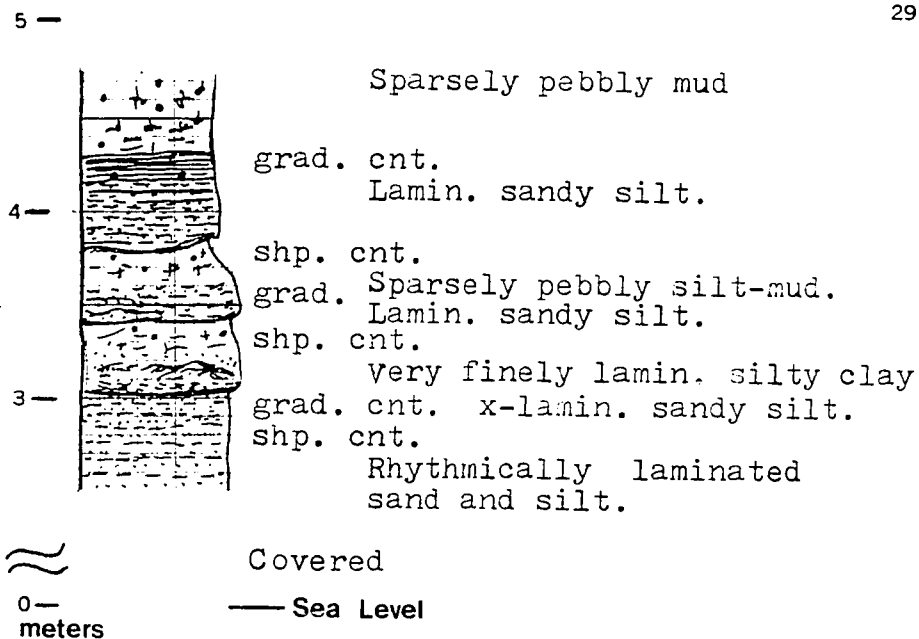 29
5
Sparsely pebbly mud
grad. cnt.
Lamin. sandy silt.
4
shp. cnt.
grad. Sparsely pebbly silt-mud.
Lamin. sandy silt.
shp. cnt.
Very finely lamin. silty clay
3
grad. cnt. x-lamin. sandy silt.
shp. cnt.
Rhythmically laminated
sand and silt.
Covered
0
Sea Level
meters